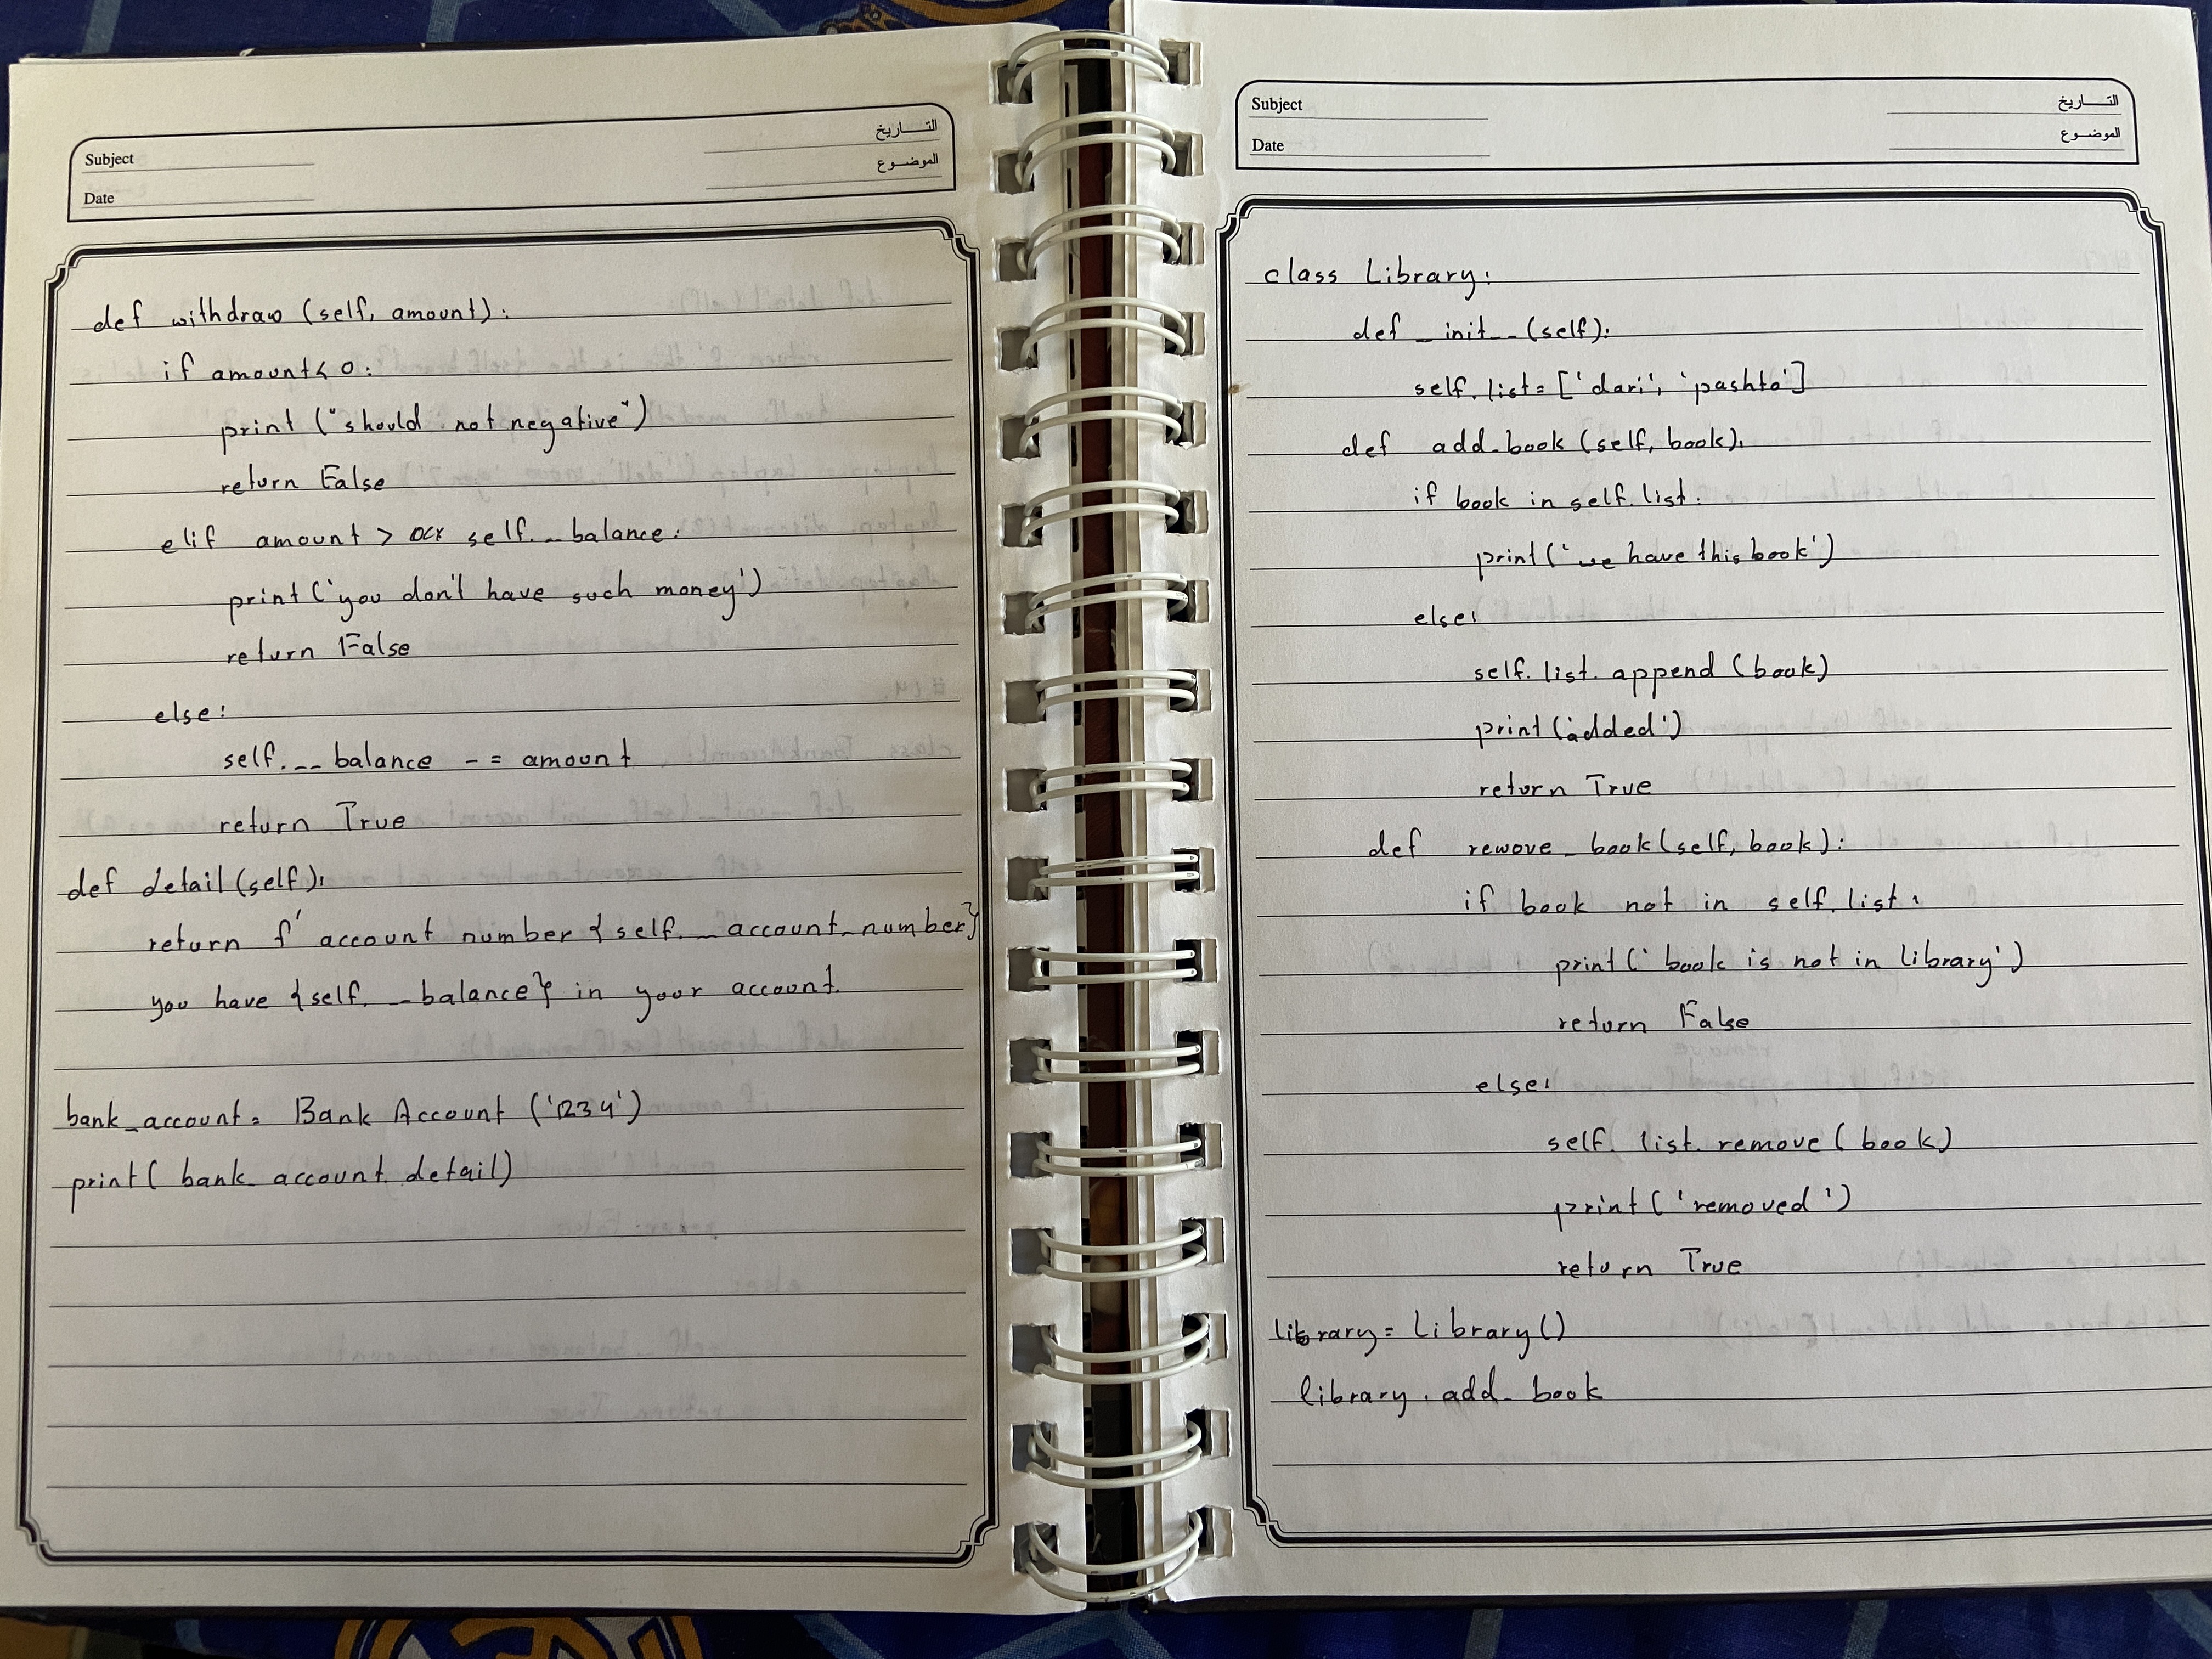 Subject
Date
التاريخ
الموضوع
def withdraw (self, amount):
if amount < 0:
print ("should not negative")
return False
elif amount > self.__balance:
print('you don't have such money')
return False
else:
self.__balance -= amount
return True
def detail(self):
return f' account number {self.__account_number}
you have {self.__balance} in your account
bank_account = Bank Account ('1234')
print( bank_account.detail)
Subject
Date
التاريخ
الموضوع
class Library:
def __init__(self):
self.list = ['dari', 'pashto']
def add_book (self, book):
if book in self.list:
print(' we have this book')
else:
self.list.append (book)
print('added')
return True
def remove_book (self, book):
if book not in self.list:
print(' book is not in library')
return False
else:
self.list.remove (book)
print('removed')
return True
library = Library()
library.add_book